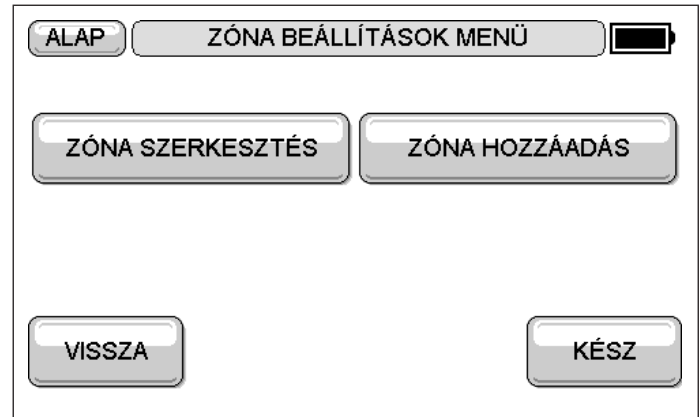 ALAP ZÓNA BEÁLLÍTÁSOK MENÜ
ZÓNA SZERKESZTÉS ZÓNA HOZZÁADÁS
VISSZA KÉSZ